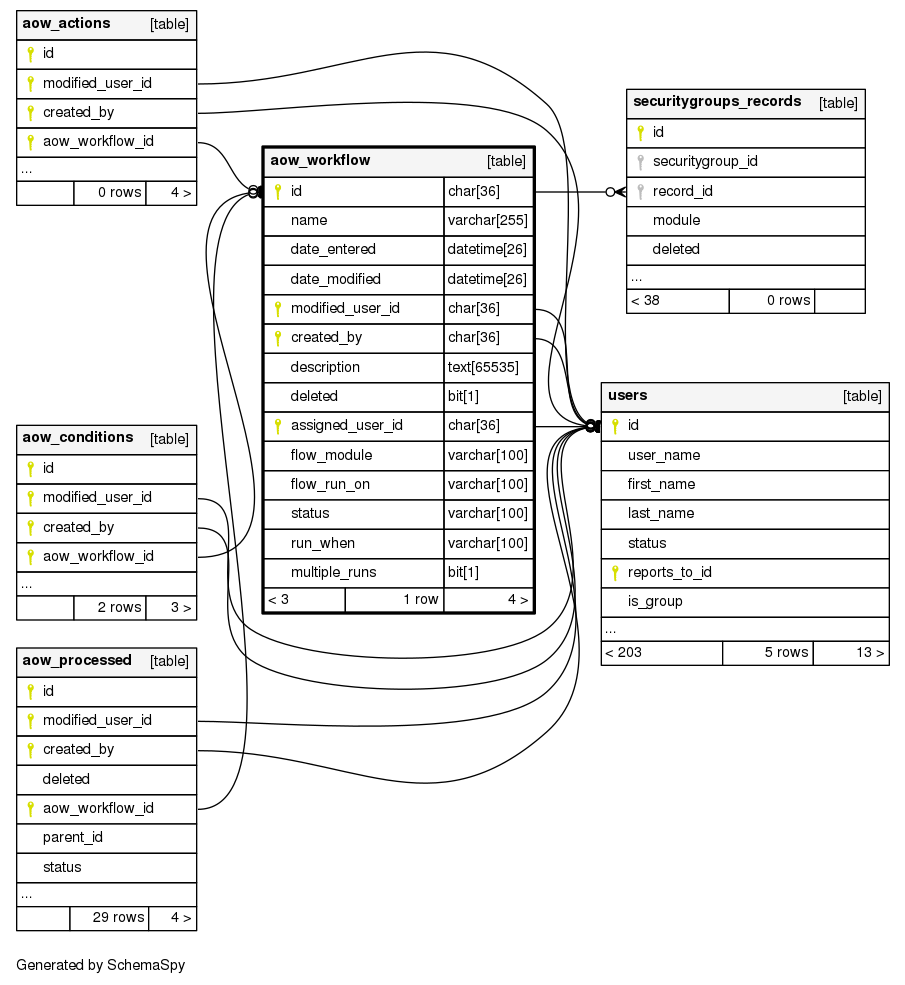 aow_actions [table]
id
modified_user_id
created_by
aow_workflow_id
...
0 rows 4 >
securitygroups_records [table]
id
securitygroup_id
record_id
module
deleted
...
< 38 0 rows
aow_workflow [table]
id char[36]
name varchar[255]
date_entered datetime[26]
date_modified datetime[26]
modified_user_id char[36]
created_by char[36]
description text[65535]
deleted bit[1]
assigned_user_id char[36]
flow_module varchar[100]
flow_run_on varchar[100]
status varchar[100]
run_when varchar[100]
multiple_runs bit[1]
< 3 1 row 4 >
users [table]
id
user_name
first_name
last_name
status
reports_to_id
is_group
...
< 203 5 rows 13 >
aow_conditions [table]
id
modified_user_id
created_by
aow_workflow_id
...
2 rows 3 >
aow_processed [table]
id
modified_user_id
created_by
deleted
aow_workflow_id
parent_id
status
...
29 rows 4 >
Generated by SchemaSpy